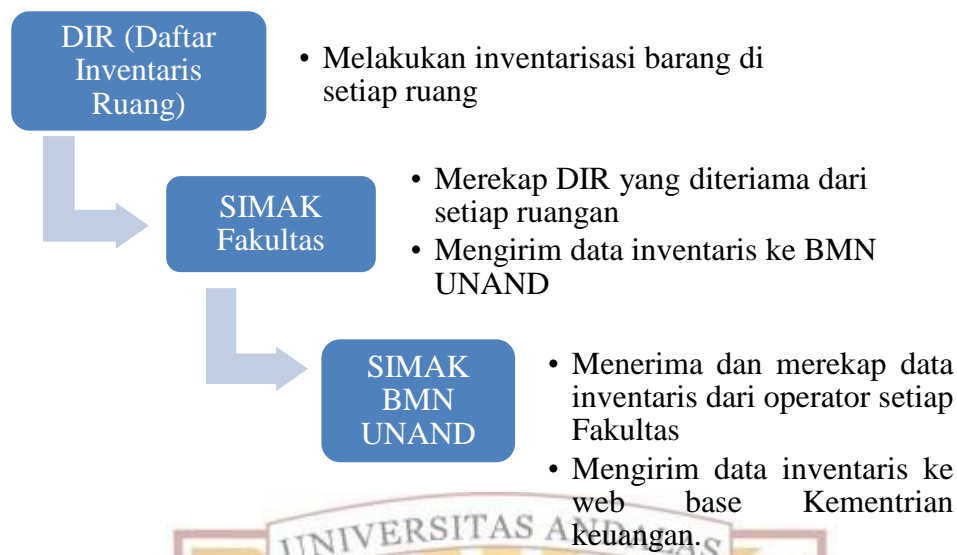 DIR (Daftar
Inventaris
Ruang)
• Melakukan inventarisasi barang di
setiap ruang
SIMAK
Fakultas
• Merekap DIR yang diteriama dari
setiap ruangan
• Mengirim data inventaris ke BMN
UNAND
SIMAK
BMN
UNAND
• Menerima dan merekap data
inventaris dari operator setiap
Fakultas
• Mengirim data inventaris ke
web base Kementrian
keuangan.
UNIVERSITAS ANDALAS